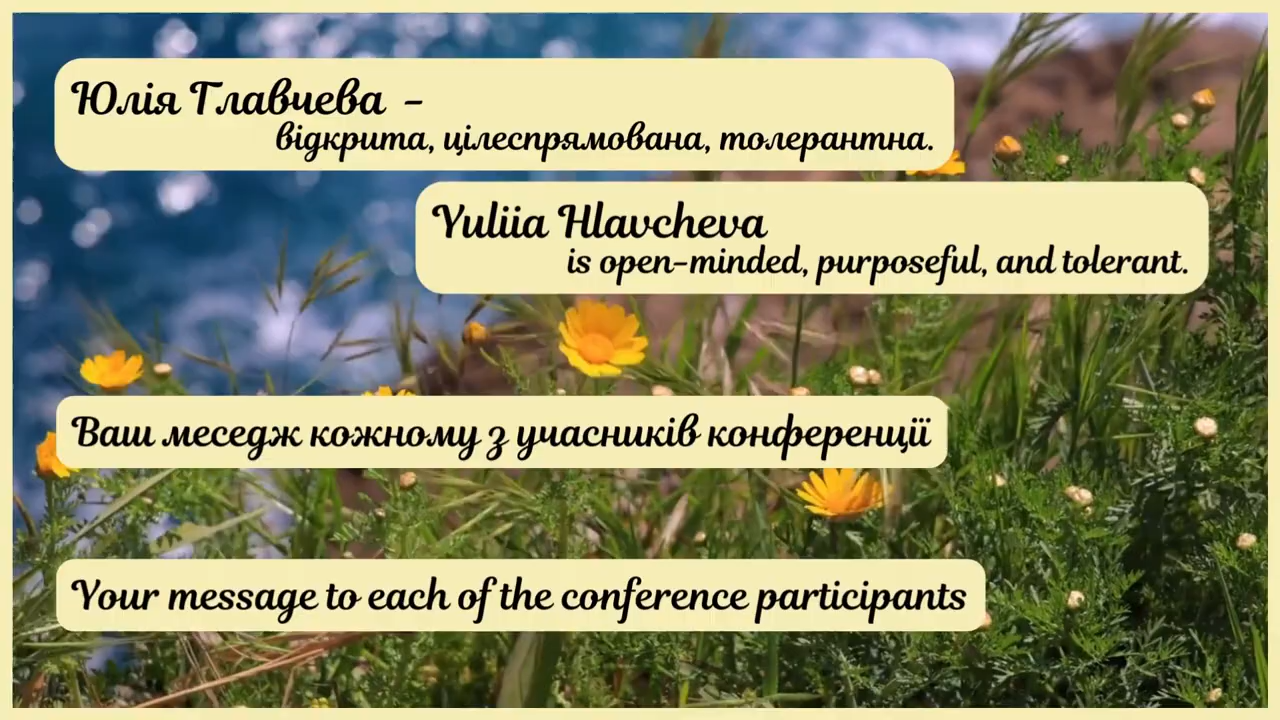 Юлія Главчева -
відкрита, цілеспрямована, толерантна.
Yuliia Hlavcheva
is open-minded, purposeful, and tolerant.
Ваш меседж кожному з учасників конференції
Your message to each of the conference participants